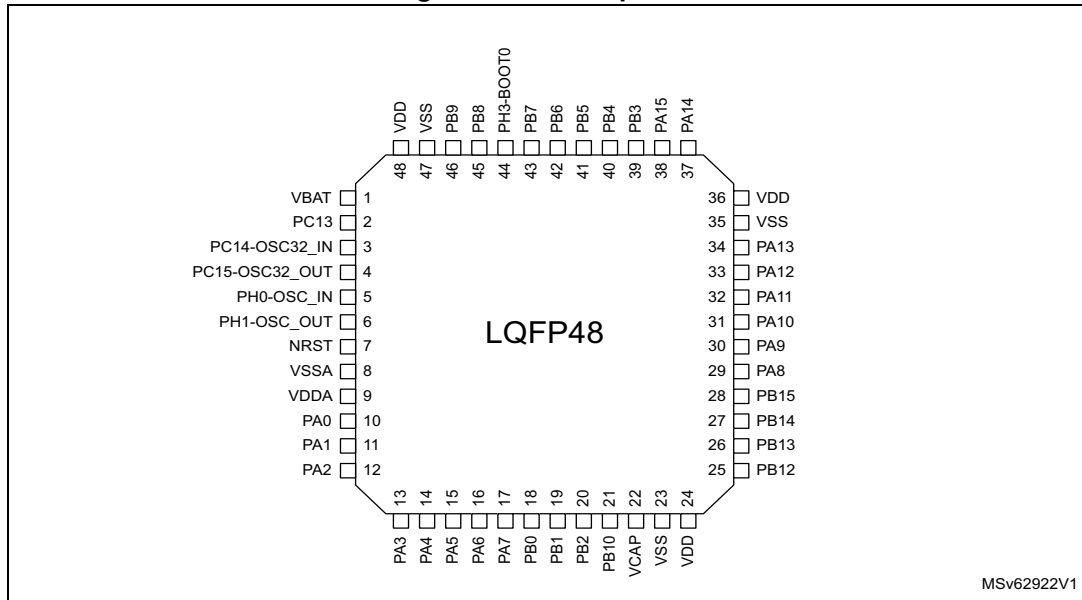 VDD
VSS
PB9
PB8
PH3-BOOT0
PB7
PB6
PB5
PB4
PB3
PA15
PA14
48
47
46
45
44
43
42
41
40
39
38
37
VBAT 1
PC13 2
PC14-OSC32_IN 3
PC15-OSC32_OUT 4
PH0-OSC_IN 5
PH1-OSC_OUT 6
NRST 7
VSSA 8
VDDA 9
PA0 10
PA1 11
PA2 12
LQFP48
36 VDD
35 VSS
34 PA13
33 PA12
32 PA11
31 PA10
30 PA9
29 PA8
28 PB15
27 PB14
26 PB13
25 PB12
13
14
15
16
17
18
19
20
21
22
23
24
PA3
PA4
PA5
PA6
PA7
PB0
PB1
PB2
PB10
VCAP
VSS
VDD
MSv62922V1